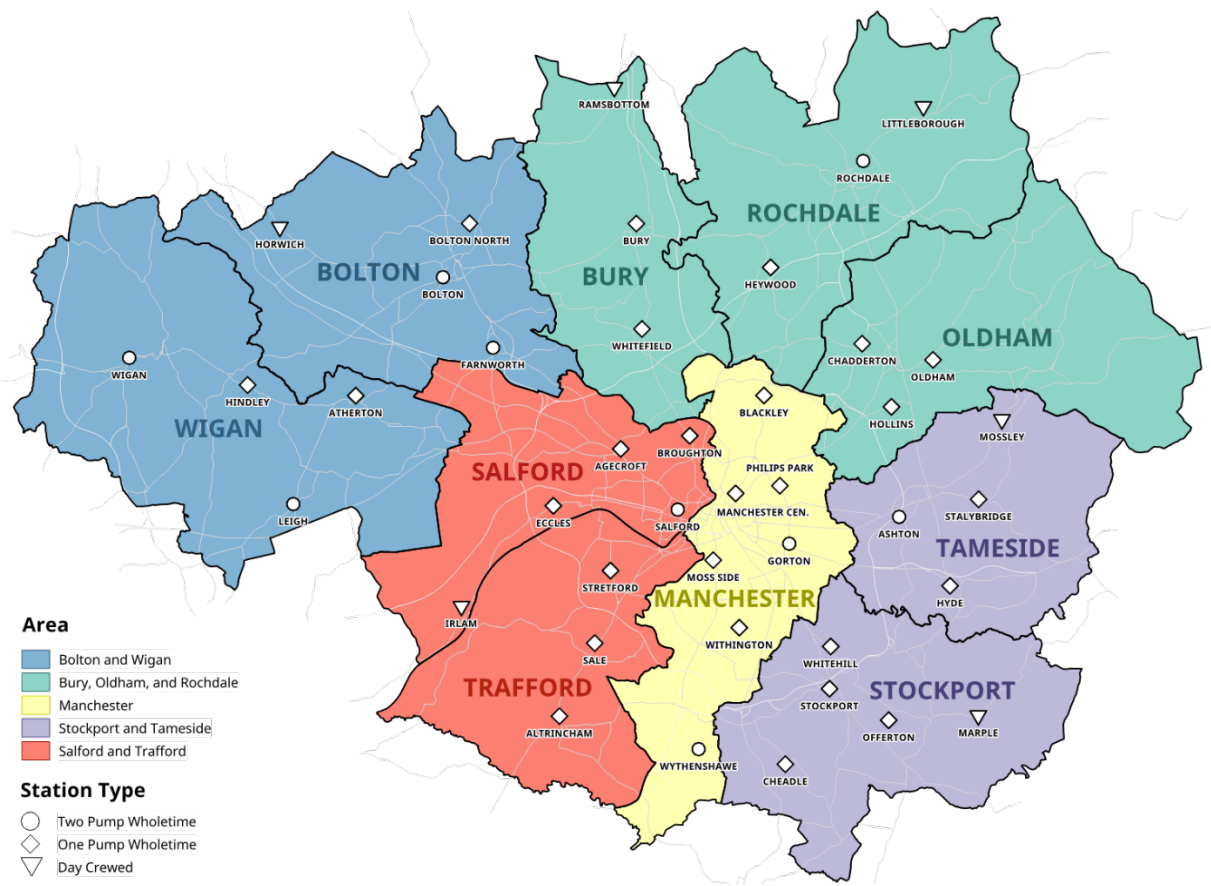 RAMSBOTTOM
LITTLEBOROUGH
ROCHDALE
ROCHDALE
HORWICH
BOLTON NORTH
BURY
BOLTON
BURY
HEYWOOD
BOLTON
WHITEFIELD
OLDHAM
CHADDERTON
FARNWORTH
WIGAN
OLDHAM
HINDLEY
ATHERTON
BLACKLEY
HOLLINS
WIGAN
MOSSLEY
BROUGHTON
AGECROFT
PHILIPS PARK
SALFORD
MANCHESTER CEN.
STALYBRIDGE
LEIGH
ECCLES
SALFORD
ASHTON
TAMESIDE
GORTON
MOSS SIDE
STRETFORD
MANCHESTER
HYDE
IRLAM
WITHINGTON
SALE
WHITEHILL
TRAFFORD
STOCKPORT
STOCKPORT
ALTRINCHAM
OFFERTON
MARPLE
WYTHENSHAWE
CHEADLE
Area
Bolton and Wigan
Bury, Oldham, and Rochdale
Manchester
Stockport and Tameside
Salford and Trafford
Station Type
Two Pump Wholetime
One Pump Wholetime
Day Crewed